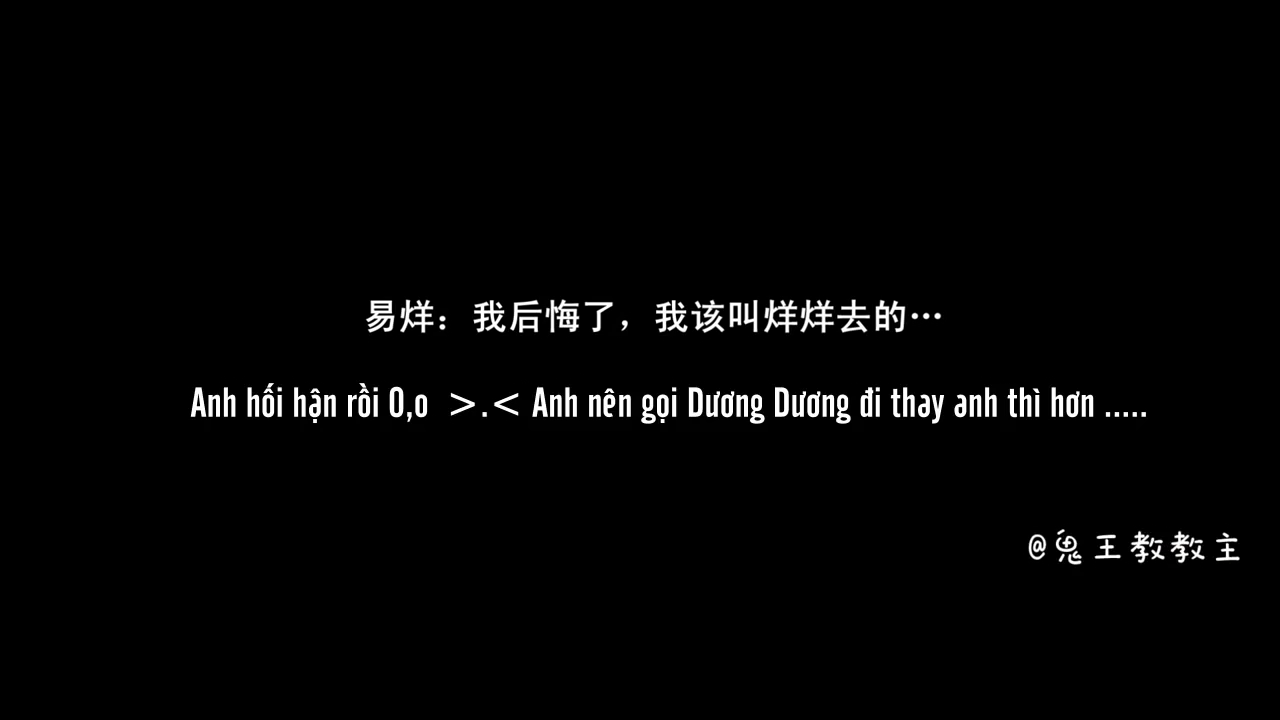 易烊：我后悔了，我该叫烊烊去的…
Anh hối hận rồi O,o >.< Anh nên gọi Dương Dương đi thay anh thì hơn .....
@鬼王教教主